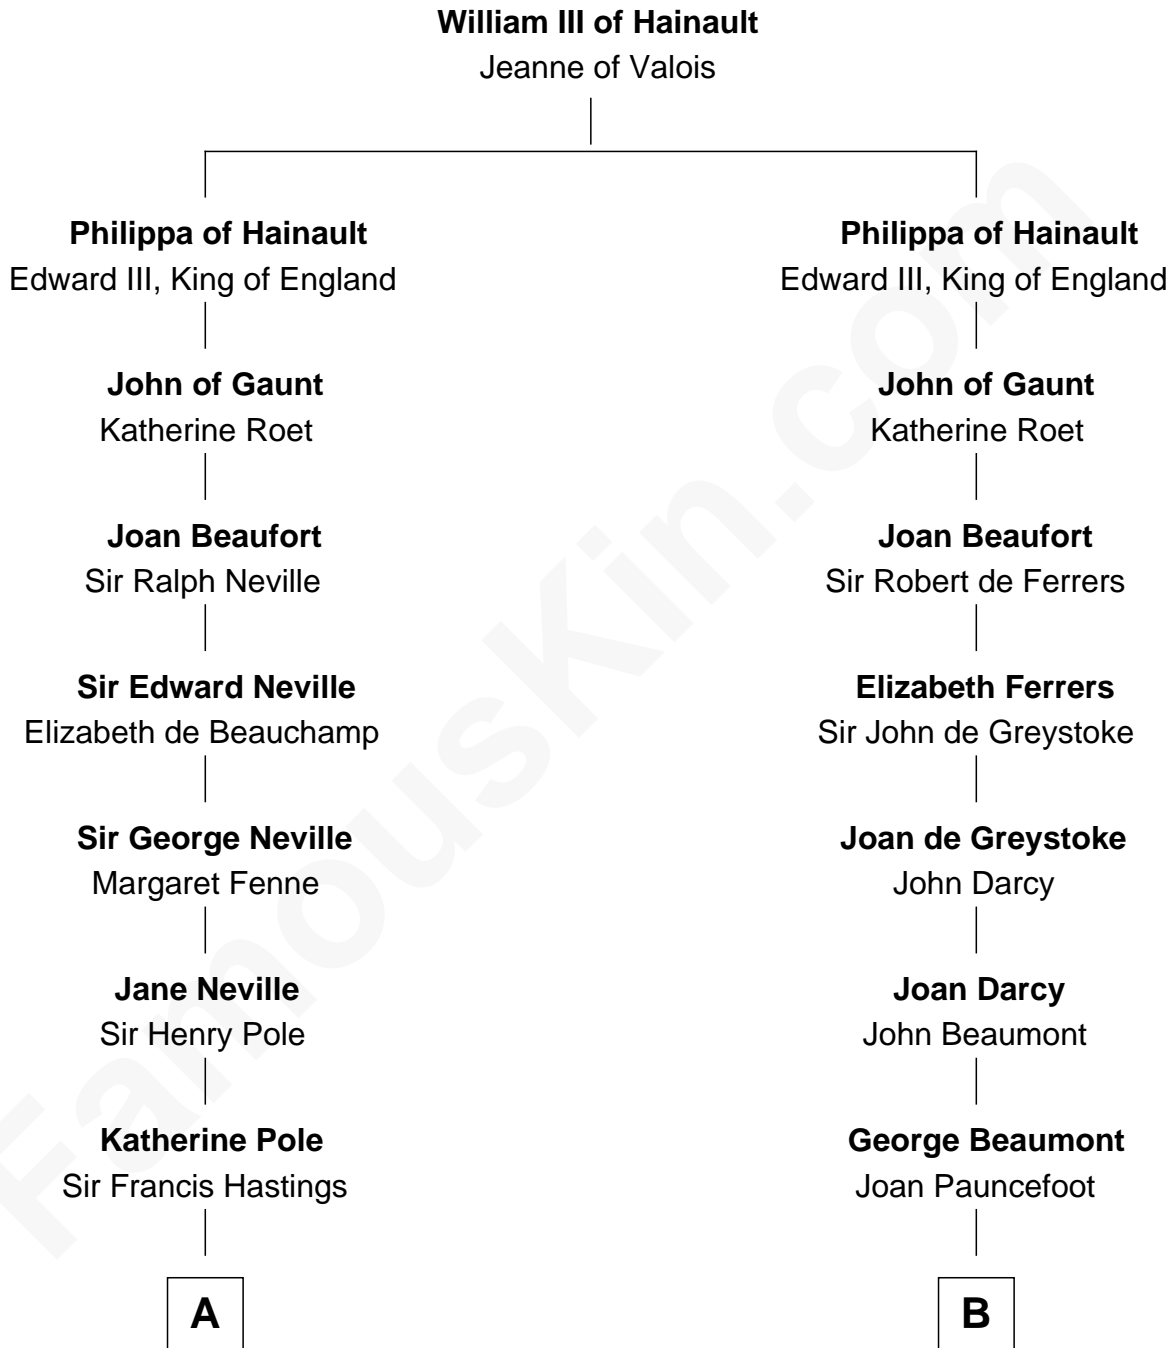 William III of Hainault
Jeanne of Valois
Philippa of Hainault
Edward III, King of England
John of Gaunt
Katherine Roet
Joan Beaufort
Sir Ralph Neville
Sir Edward Neville
Elizabeth de Beauchamp
Sir George Neville
Margaret Fenne
Jane Neville
Sir Henry Pole
Katherine Pole
Sir Francis Hastings
A
Philippa of Hainault
Edward III, King of England
John of Gaunt
Katherine Roet
Joan Beaufort
Sir Robert de Ferrers
Elizabeth Ferrers
Sir John de Greystoke
Joan de Greystoke
John Darcy
Joan Darcy
John Beaumont
George Beaumont
Joan Pauncefoot
B
FamousKin.com